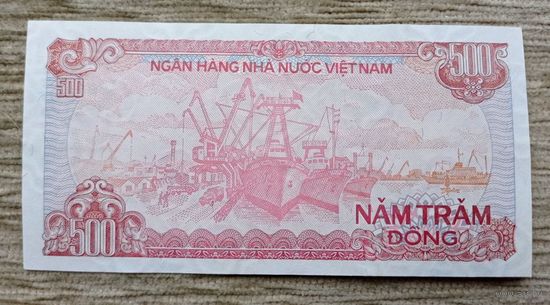 NGÂN HÀNG NHÀ NƯỚC VIỆT NAM
500
500
500
NĂM TRĂM
ĐỒNG